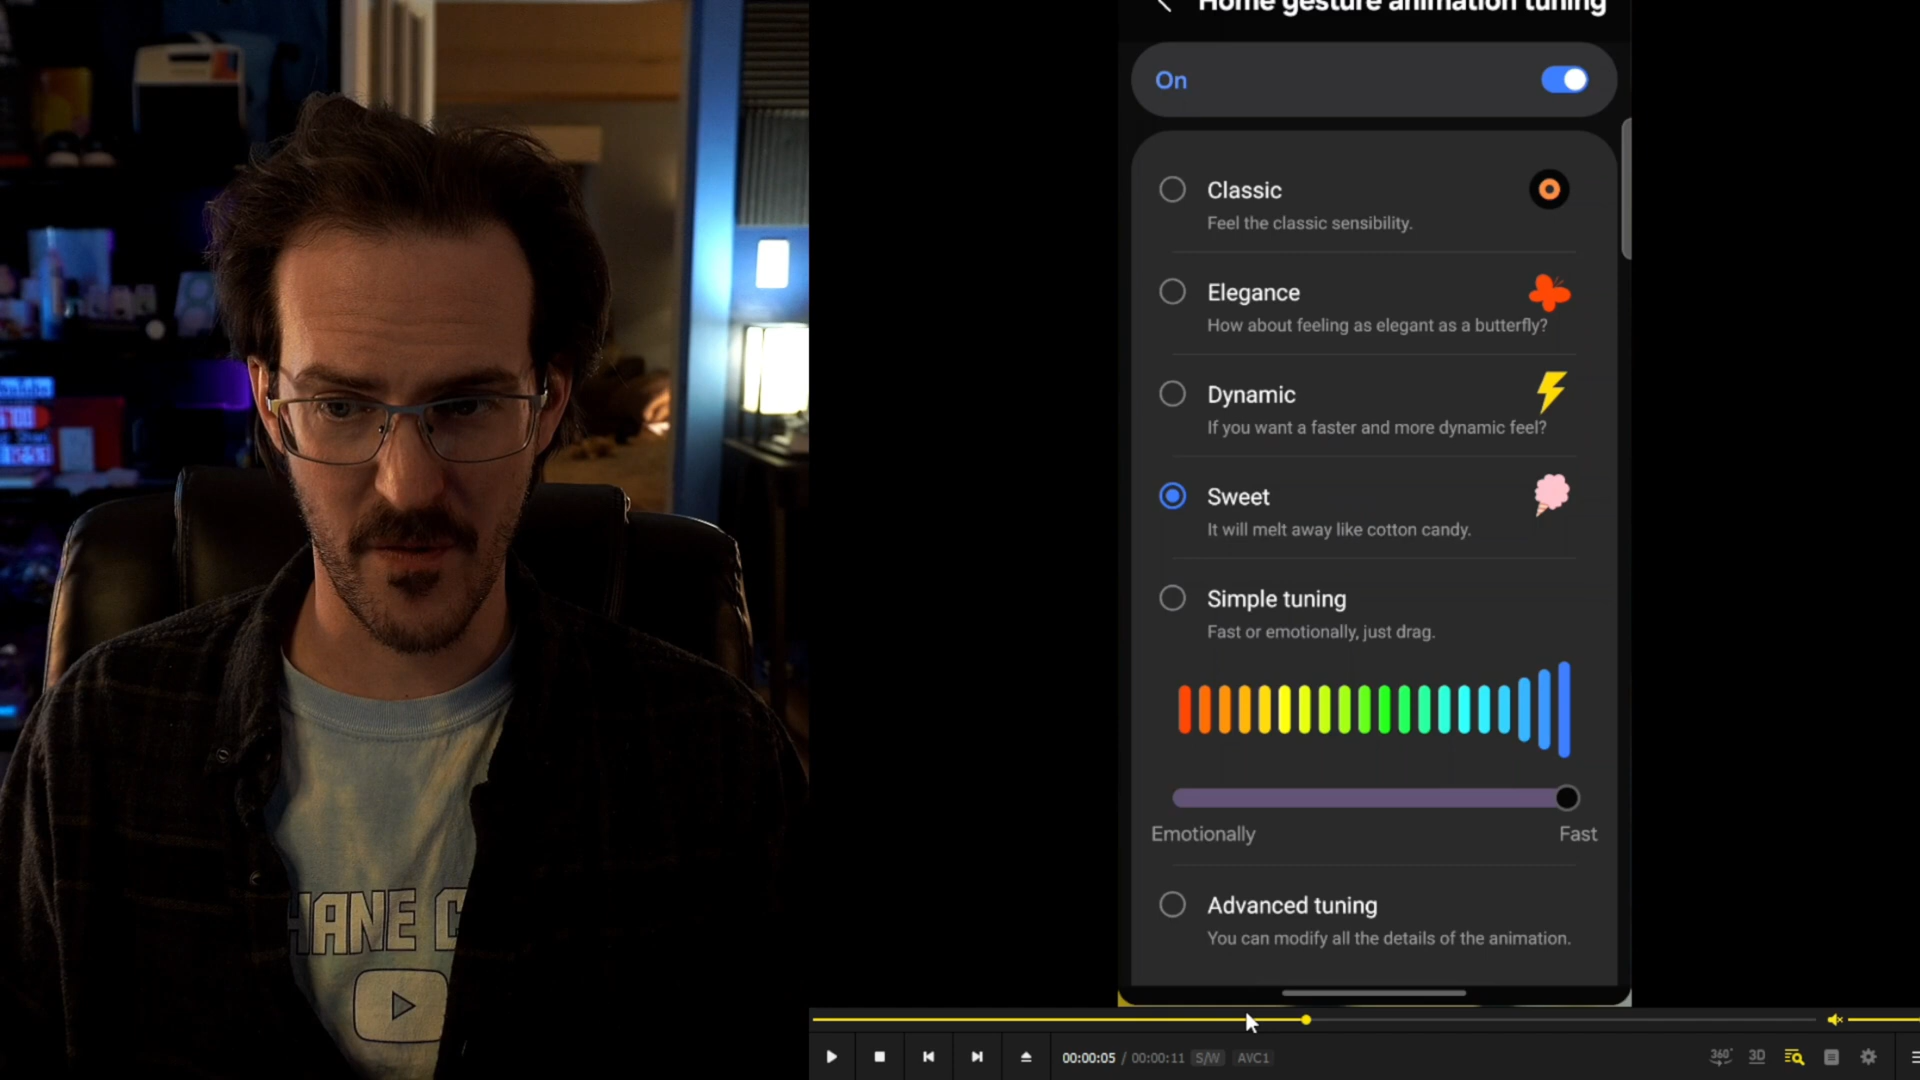 Home gesture animation tuning
On
Classic
Feel the classic sensibility.
Elegance
How about feeling as elegant as a butterfly?
Dynamic
If you want a faster and more dynamic feel?
Sweet
It will melt away like cotton candy.
Simple tuning
Fast or emotionally, just drag.
Emotionally
Fast
Advanced tuning
You can modify all the details of the animation.
00:00:05 / 00:00:11 S/W AVC1
360° 3D
HANE C